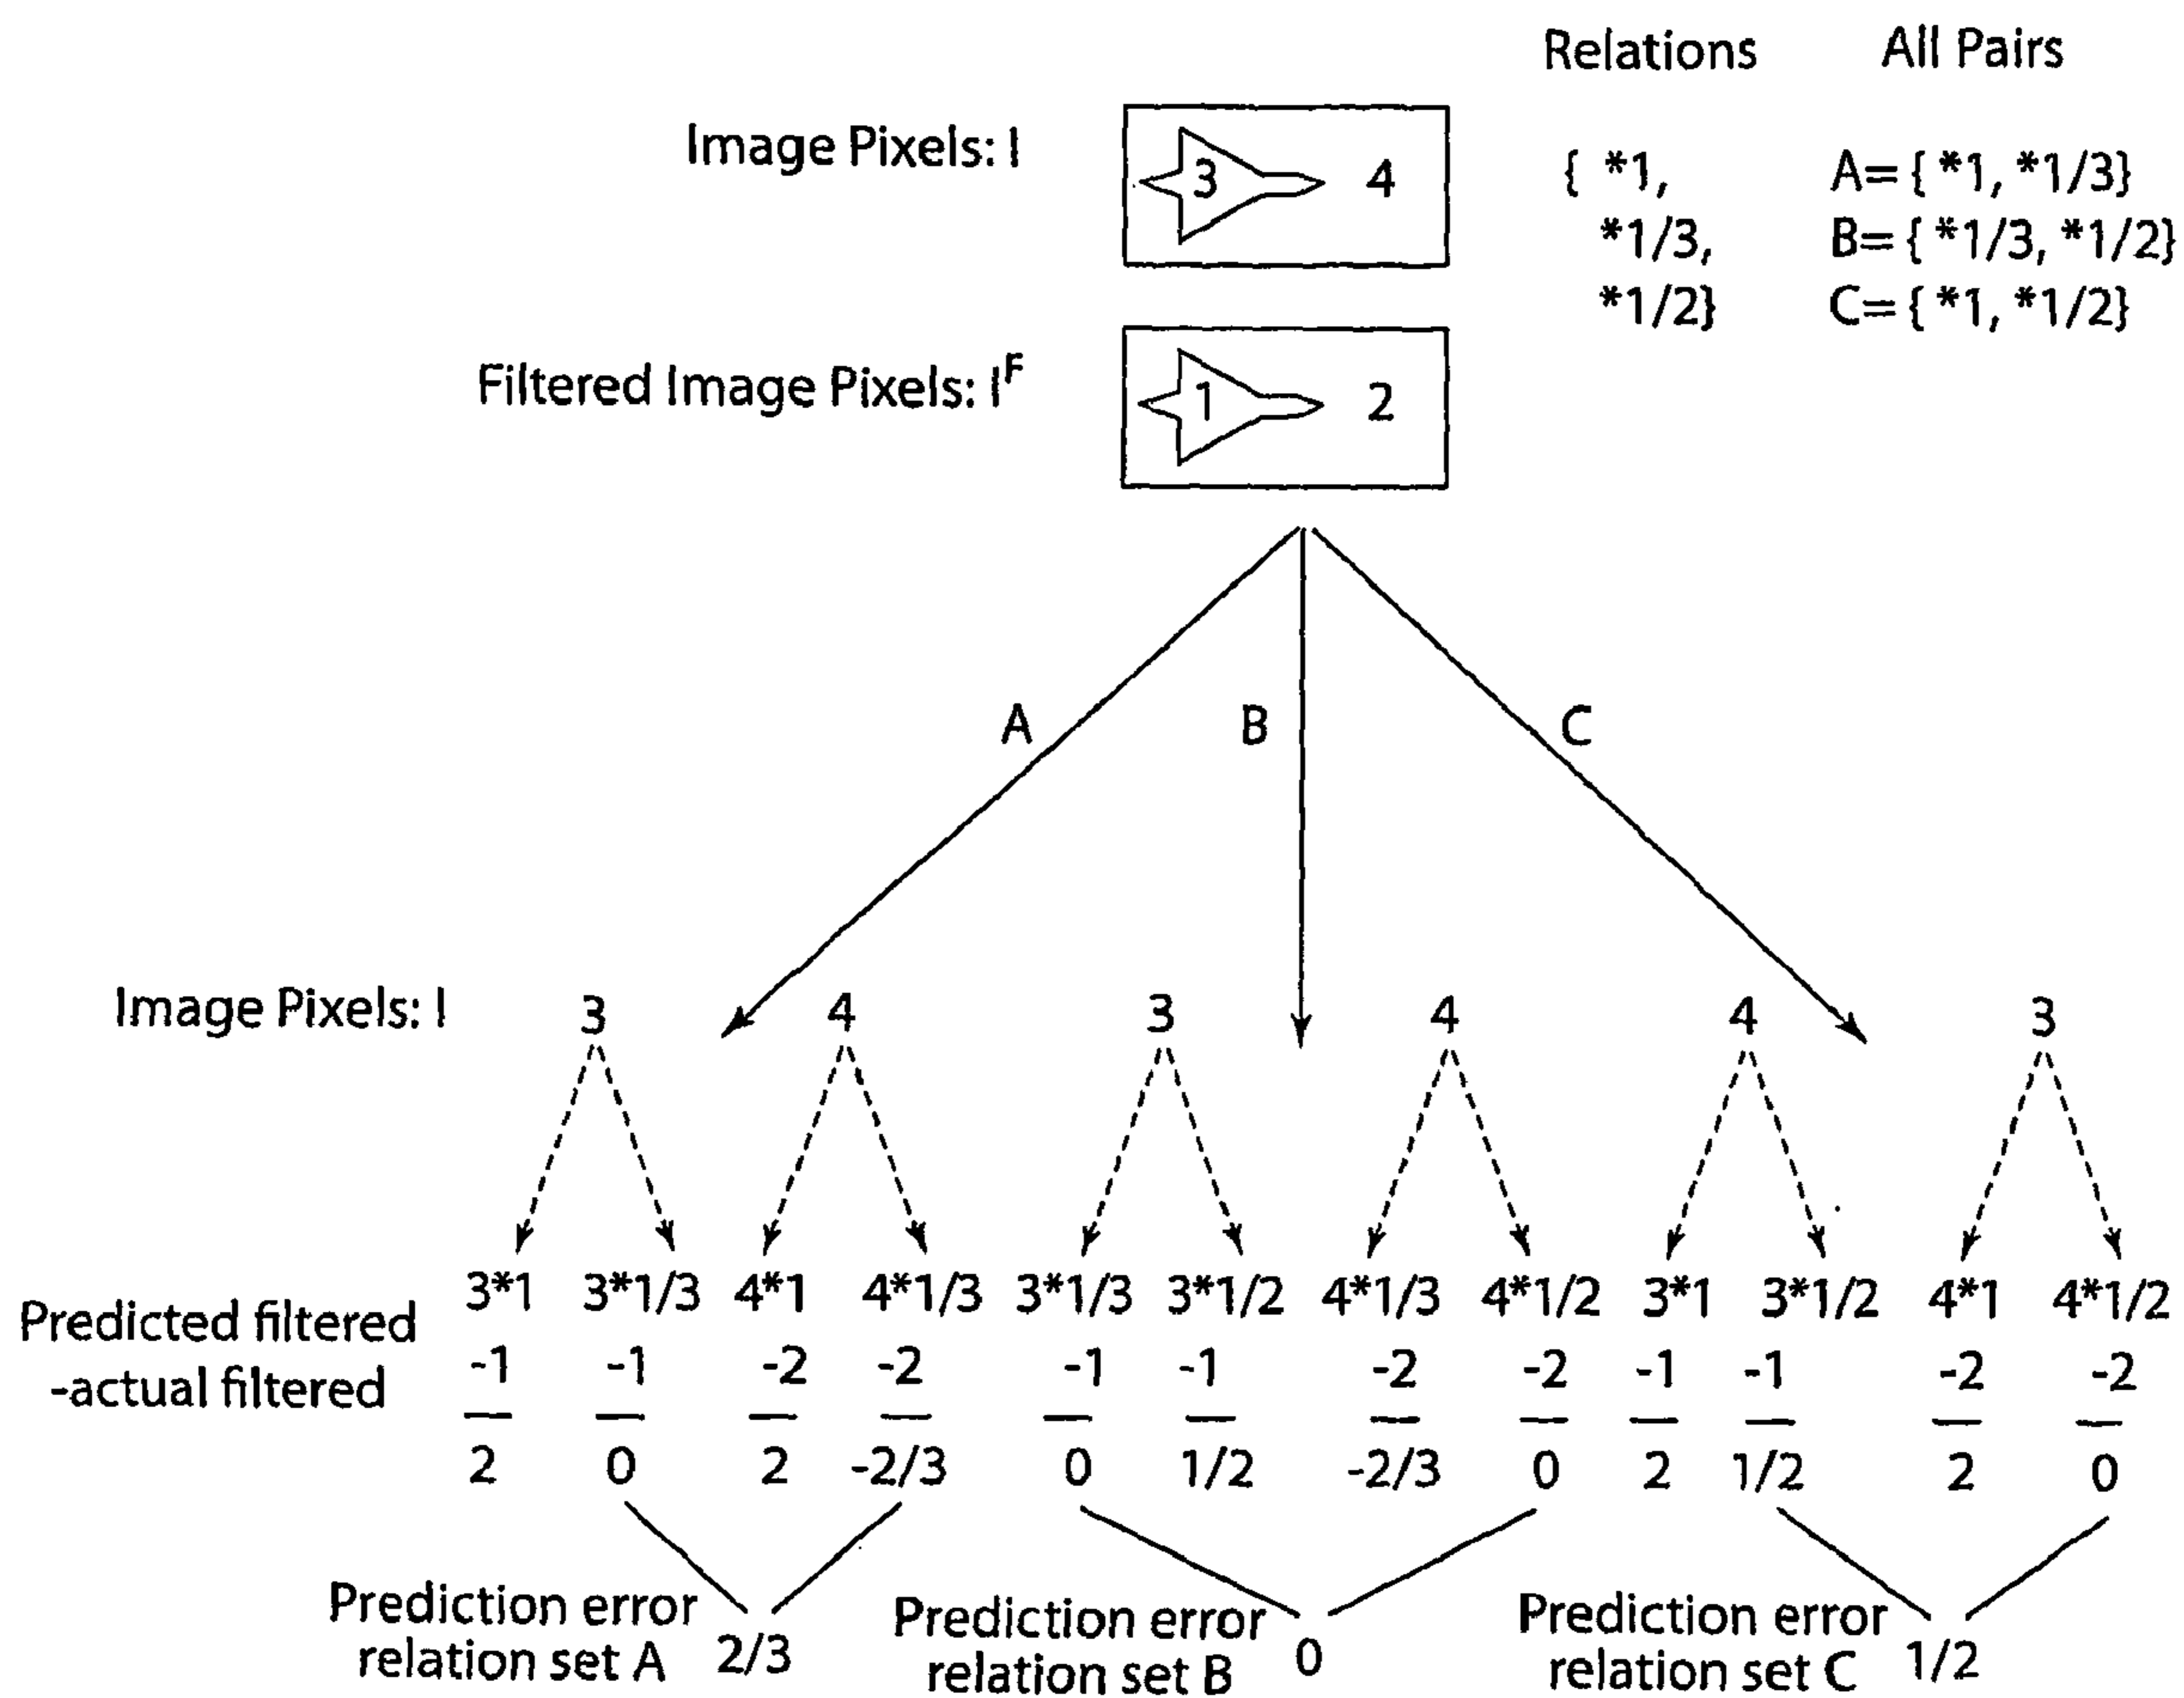 Relations All Pairs
Image Pixels: I
3 4
{ *1,
*1/3,
*1/2}
A={ *1, *1/3}
B={ *1/3, *1/2}
C={ *1, *1/2}
Filtered Image Pixels: I^F
1 2
A B C
Image Pixels: I 3 4 3 4 4 3
3*1 3*1/3 4*1 4*1/3 3*1/3 3*1/2 4*1/3 4*1/2 3*1 3*1/2 4*1 4*1/2
Predicted filtered
-actual filtered
-1 -1 -2 -2 -1 -1 -2 -2 -1 -1 -2 -2
2 0 2 -2/3 0 1/2 -2/3 0 2 1/2 2 0
Prediction error
relation set A 2/3
Prediction error
relation set B 0
Prediction error
relation set C 1/2